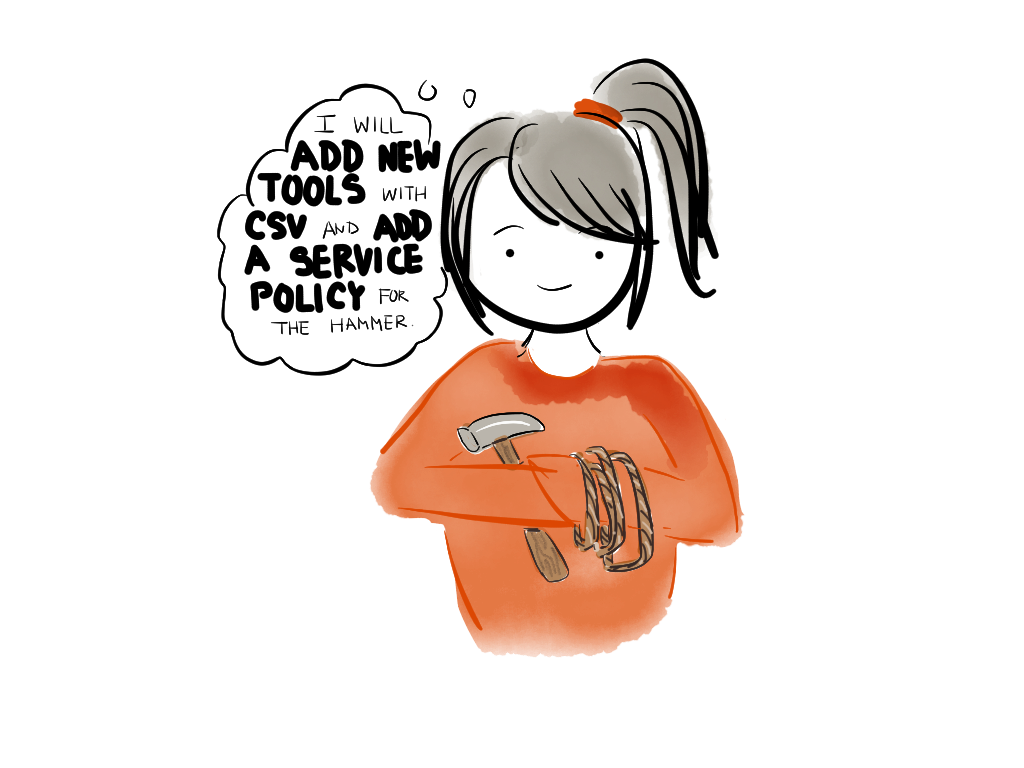 I WILL
ADD NEW
TOOLS WITH
CSV AND ADD
A SERVICE
POLICY FOR
THE HAMMER.